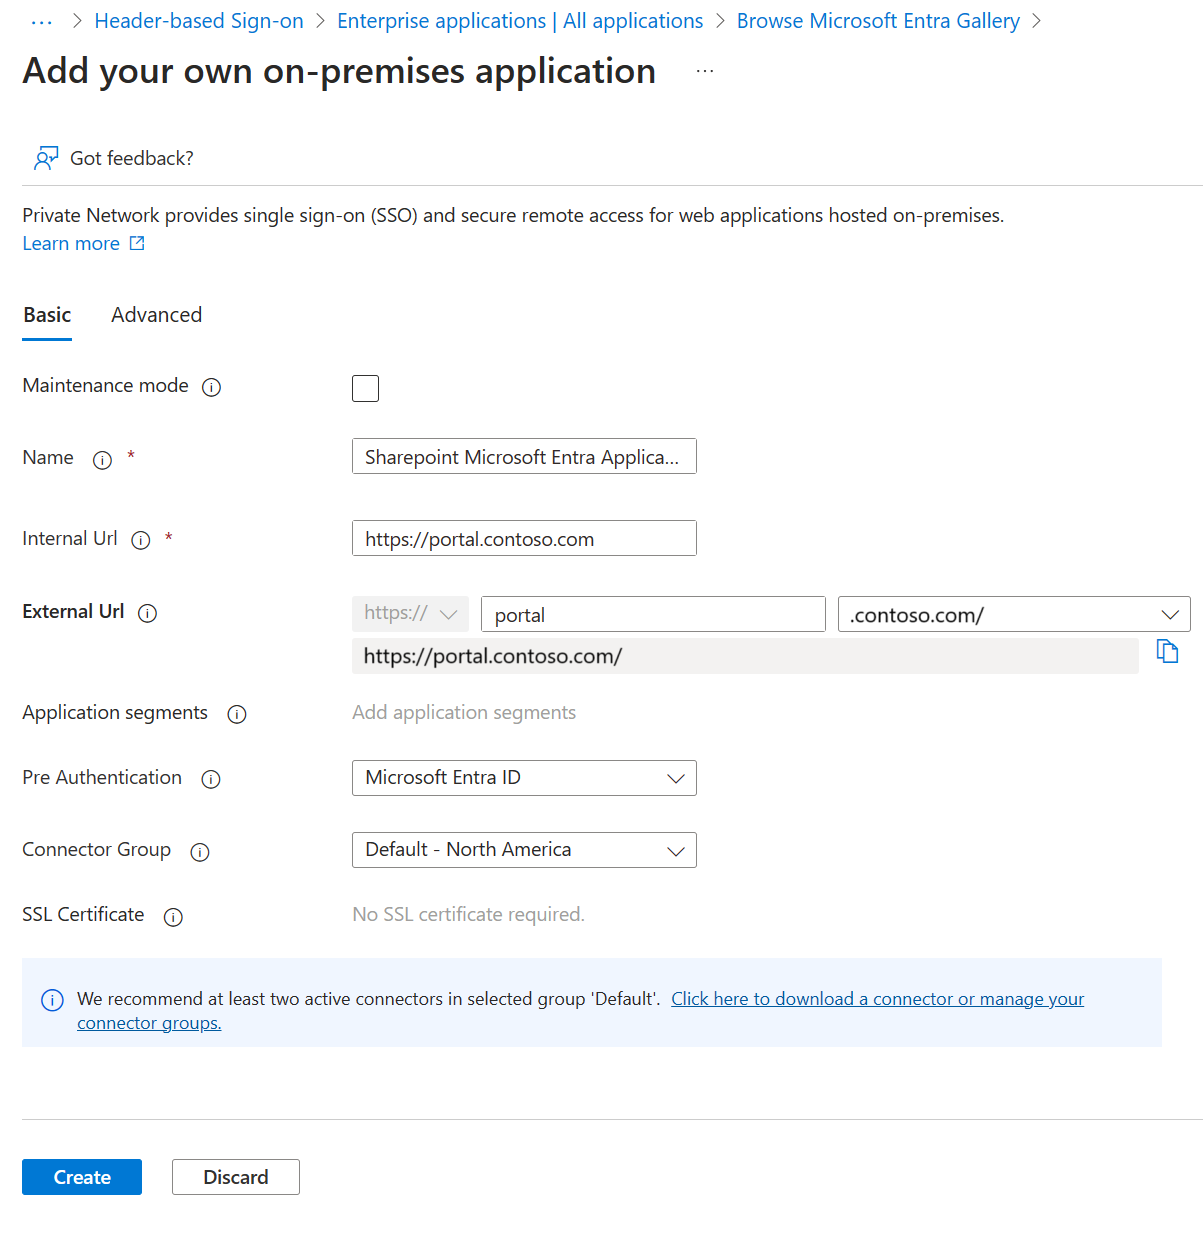 ... > Header-based Sign-on > Enterprise applications | All applications > Browse Microsoft Entra Gallery >
Add your own on-premises application ...
Got feedback?
Private Network provides single sign-on (SSO) and secure remote access for web applications hosted on-premises.
Learn more
Basic Advanced
Maintenance mode
Name * Sharepoint Microsoft Entra Applica...
Internal Url * https://portal.contoso.com
External Url https:// portal .contoso.com/
https://portal.contoso.com/
Application segments Add application segments
Pre Authentication Microsoft Entra ID
Connector Group Default - North America
SSL Certificate No SSL certificate required.
We recommend at least two active connectors in selected group 'Default'. Click here to download a connector or manage your
connector groups.
Create Discard